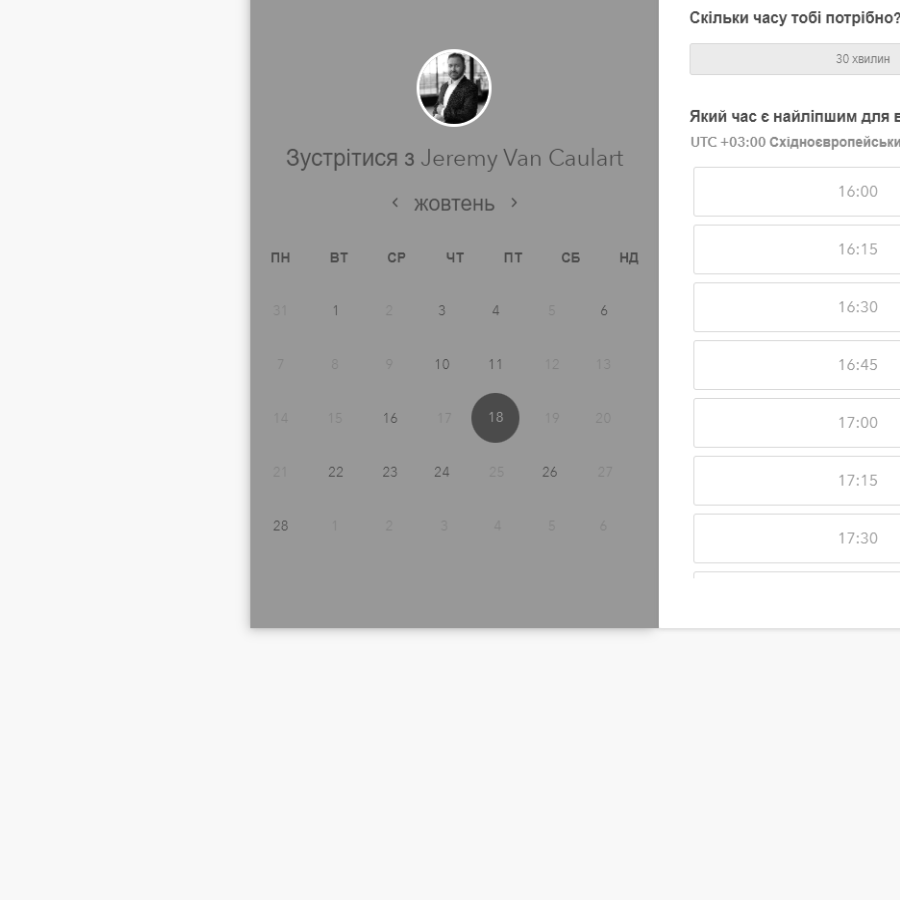 Зустрітися з Jeremy Van Caulart
жовтень
ПН ВТ СР ЧТ ПТ СБ НД
31 1 2 3 4 5 6
7 8 9 10 11 12 13
14 15 16 17 18 19 20
21 22 23 24 25 26 27
28 1 2 3 4 5 6
Скільки часу тобі потрібно?
30 хвилин
Який час є найліпшим для
UTC +03:00
16:00
16:15
16:30
16:45
17:00
17:15
17:30